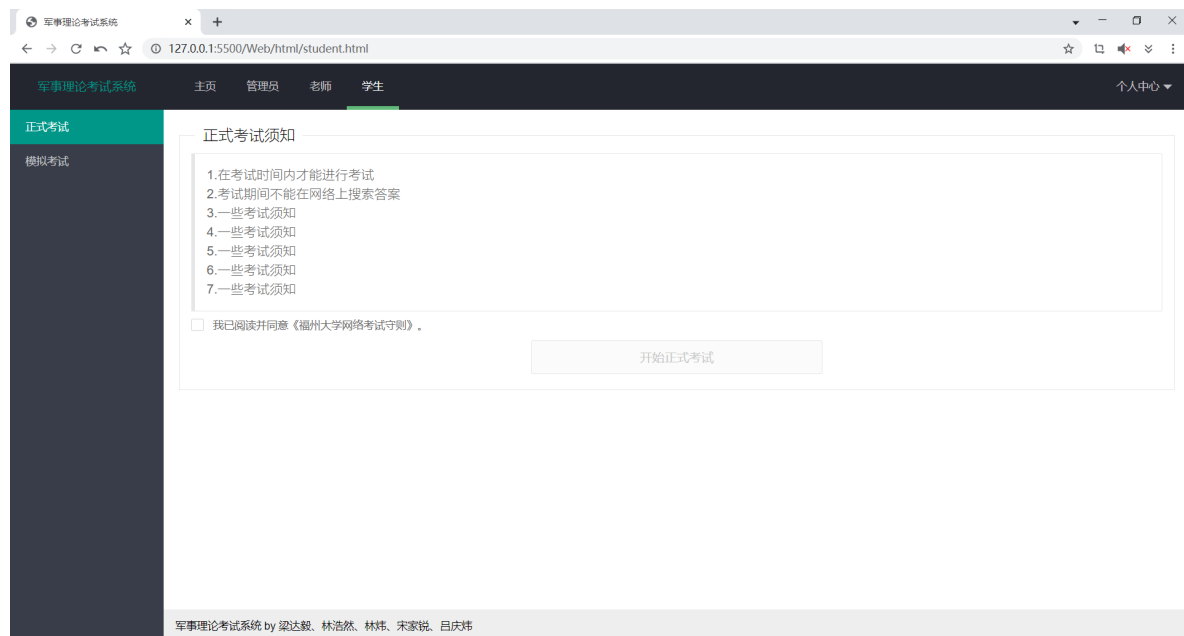 军事理论考试系统
127.0.0.1:5500/Web/html/student.html
军事理论考试系统 主页 管理员 老师 学生 个人中心
正式考试
模拟考试
正式考试须知
1.在考试时间内才能进行考试
2.考试期间不能在网络上搜索答案
3.一些考试须知
4.一些考试须知
5.一些考试须知
6.一些考试须知
7.一些考试须知
我已阅读并同意《福州大学网络考试守则》。
开始正式考试
军事理论考试系统 by 梁达毅、林浩然、林炜、宋家锐、吕庆炜